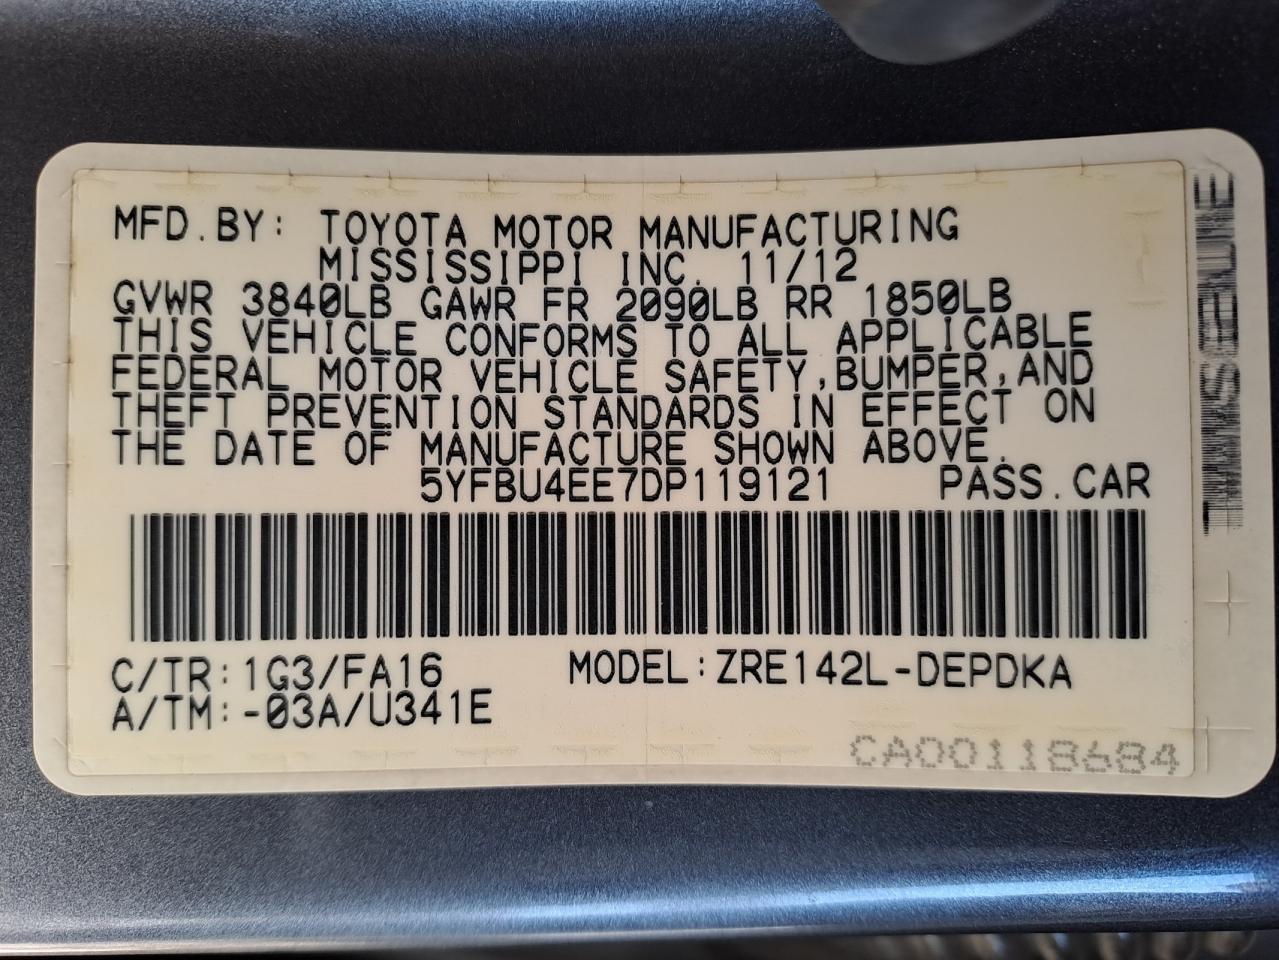 MFD.BY: TOYOTA MOTOR MANUFACTURING
MISSISSIPPI INC. 11/12
GVWR 3840LB GAWR FR 2090LB RR 1850LB
THIS VEHICLE CONFORMS TO ALL APPLICABLE
FEDERAL MOTOR VEHICLE SAFETY,BUMPER,AND
THEFT PREVENTION STANDARDS IN EFFECT ON
THE DATE OF MANUFACTURE SHOWN ABOVE.
5YFBU4EE7DP119121 PASS.CAR
C/TR:1G3/FA16 MODEL:ZRE142L-DEPDKA
A/TM:-03A/U341E
CA00118684